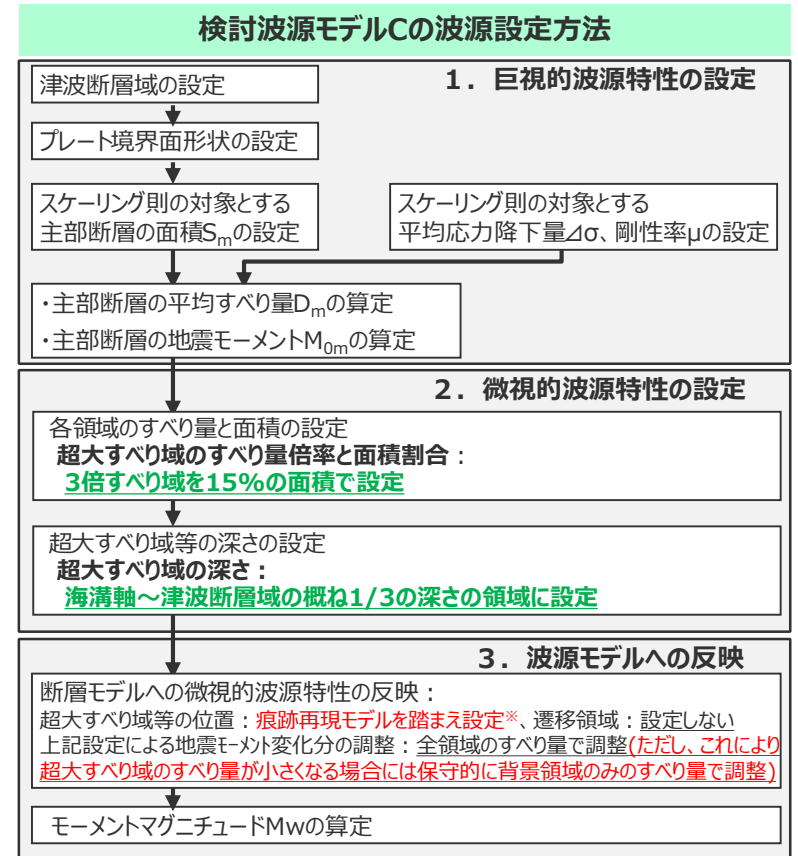 検討波源モデルCの波源設定方法
1．巨視的波源特性の設定
津波断層域の設定
プレート境界面形状の設定
スケーリング則の対象とする
主部断層の面積Smの設定
スケーリング則の対象とする
平均応力降下量⊿σ、剛性率μの設定
・主部断層の平均すべり量Dmの算定
・主部断層の地震モーメントM0mの算定
2．微視的波源特性の設定
各領域のすべり量と面積の設定
超大すべり域のすべり量倍率と面積割合：
3倍すべり域を15%の面積で設定
超大すべり域等の深さの設定
超大すべり域の深さ：
海溝軸～津波断層域の概ね1/3の深さの領域に設定
3．波源モデルへの反映
断層モデルへの微視的波源特性の反映：
超大すべり域等の位置：痕跡再現モデルを踏まえ設定※、遷移領域：設定しない
上記設定による地震モーメント変化分の調整：全領域のすべり量で調整(ただし、これにより
超大すべり域のすべり量が小さくなる場合には保守的に背景領域のみのすべり量で調整)
モーメントマグニチュードMwの算定